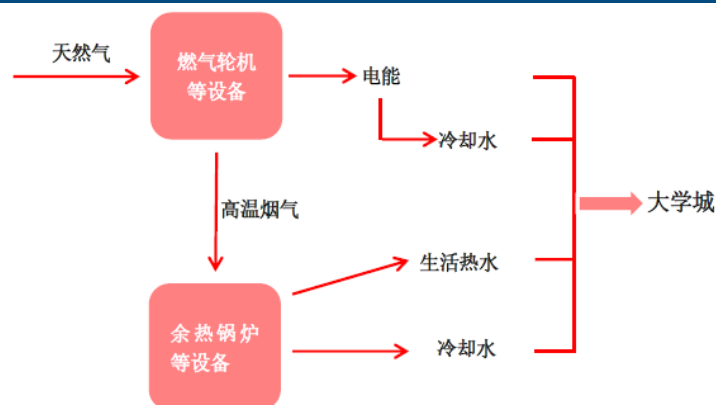 天然气
燃气轮机
等设备
电能
冷却水
高温烟气
大学城
生活热水
余热锅炉
等设备
冷却水